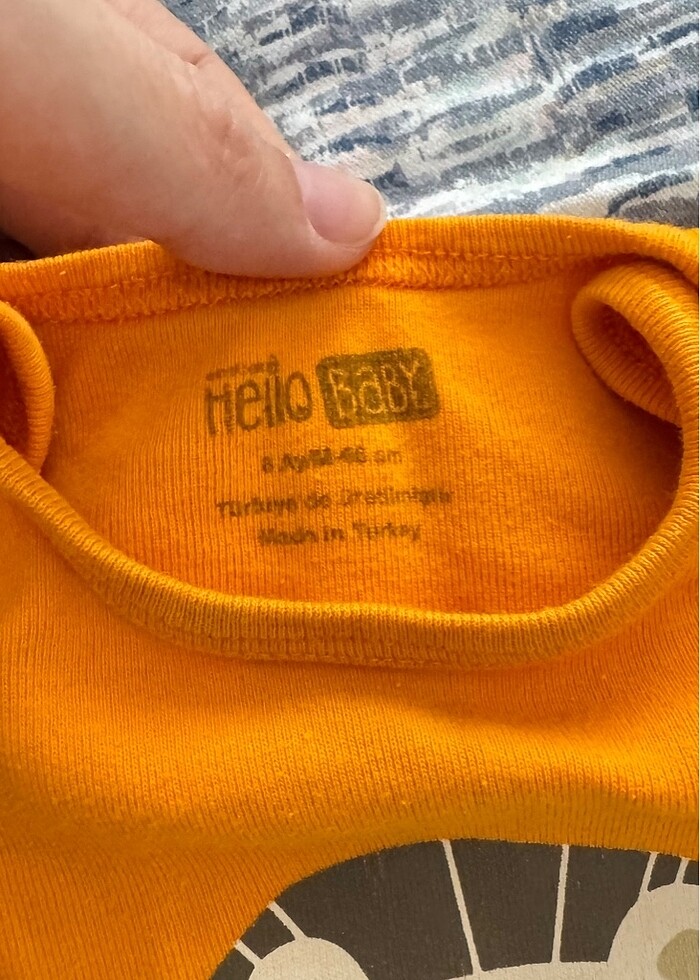 Hello BaBY
Türkiye'de Üretilmiştir
Made in Turkey